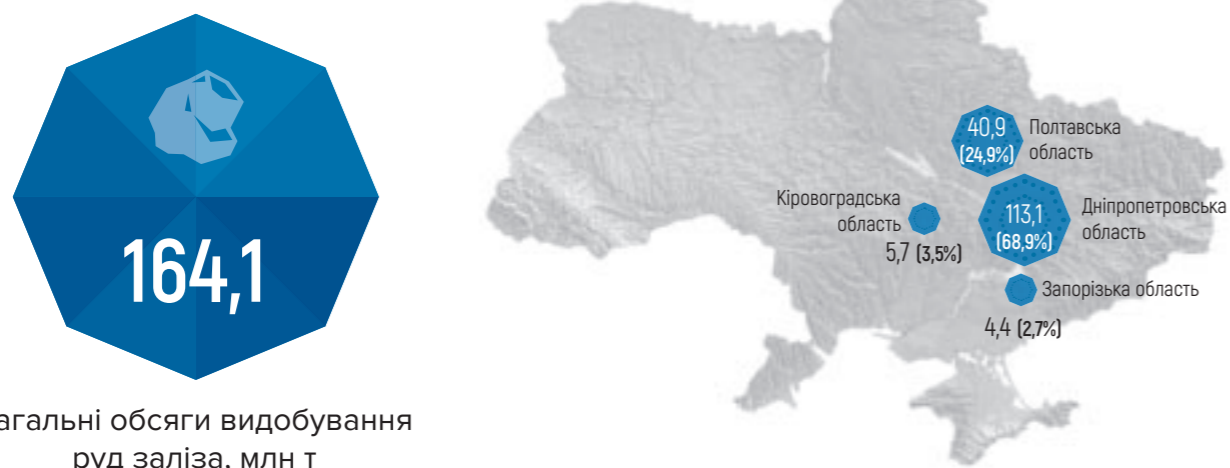 164,1
агальні обсяги видобування
руд заліза, млн т
40,9
(24,9%)
Полтавська
область
Кіровоградська
область
5,7 (3,5%)
113,1
(68,9%)
Дніпропетровська
область
Запорізька область
4,4 (2,7%)